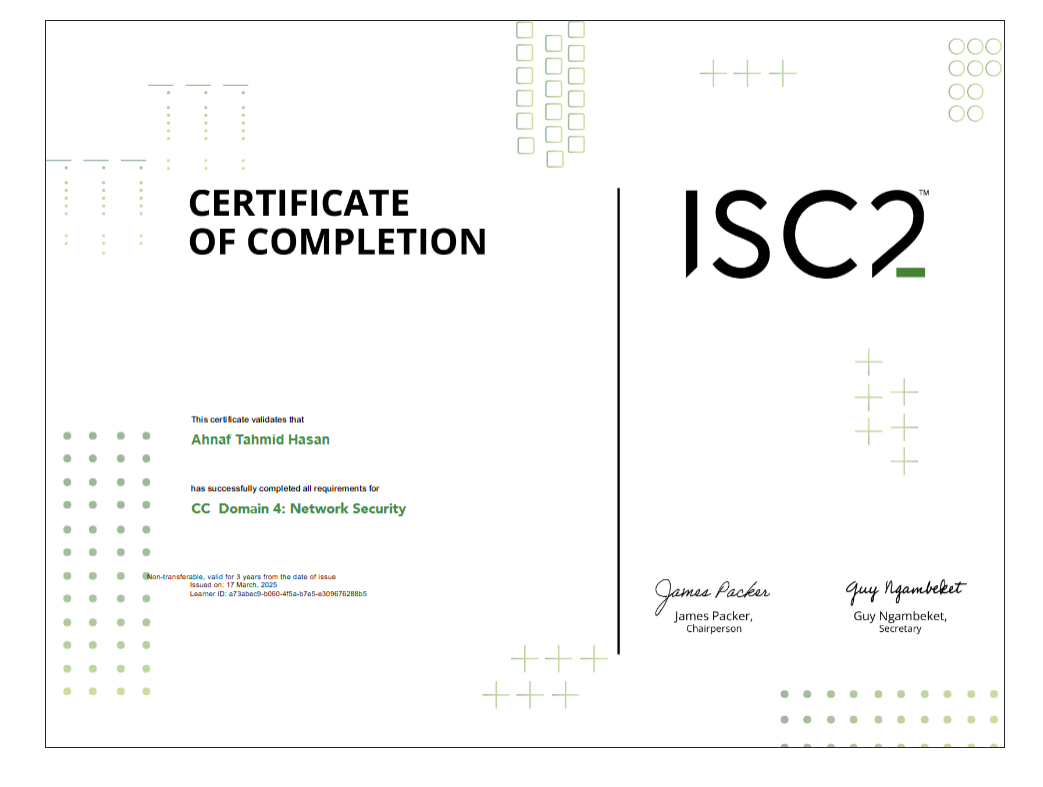 CERTIFICATE
OF COMPLETION
ISC2™
This certificate validates that
Ahnaf Tahmid Hasan
has successfully completed all requirements for
CC Domain 4: Network Security
Non-transferable, valid for 3 years from the date of issue
Issued on: 17 March, 2025
Learner ID: a73abec9-b060-4f5a-b7e5-e309676288b5
James Packer
James Packer,
Chairperson
Guy Ngambeket
Guy Ngambeket,
Secretary